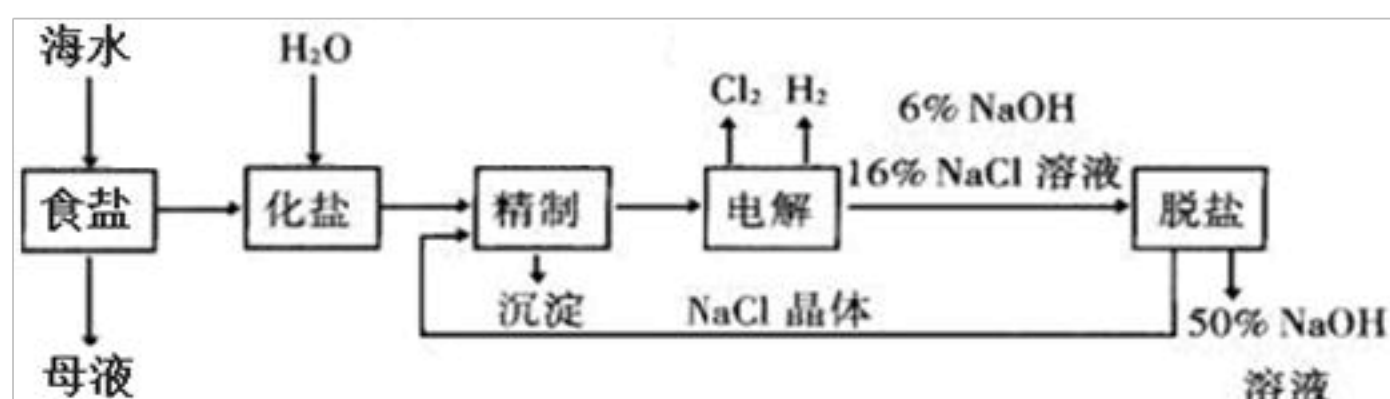 海水
H₂O
Cl₂ H₂
6% NaOH
16% NaCl 溶液
食盐
化盐
精制
电解
脱盐
沉淀
NaCl 晶体
50% NaOH
溶液
母液